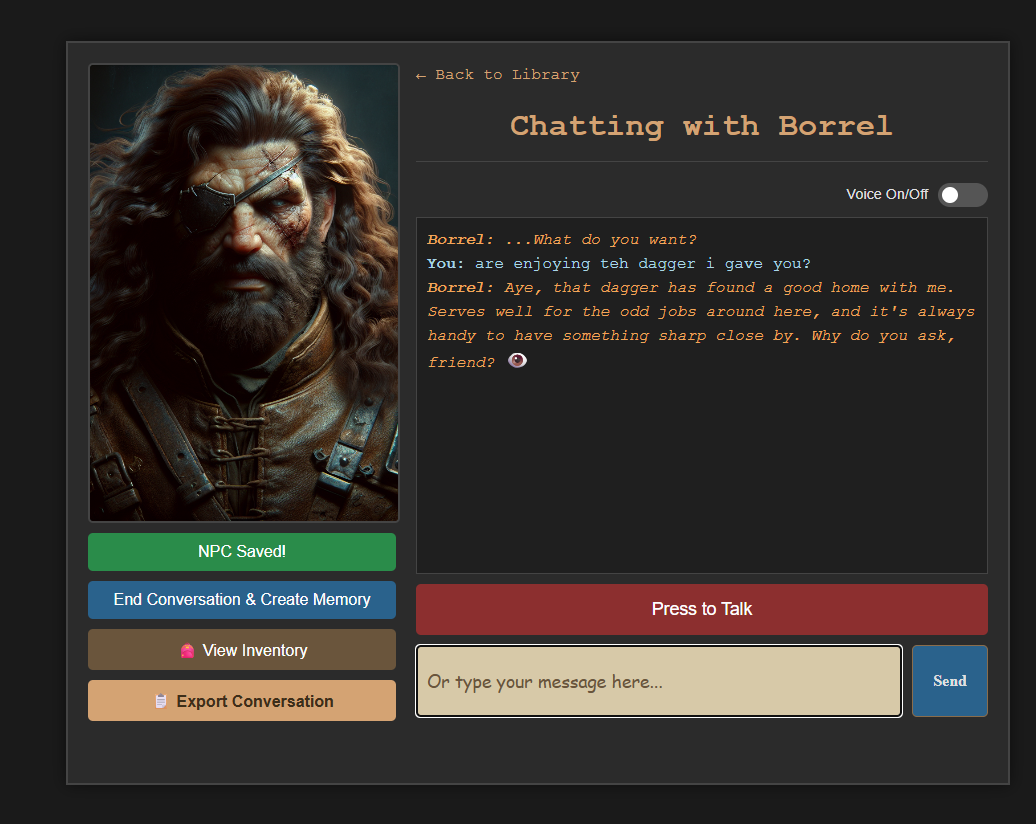 ← Back to Library
Chatting with Borrel
Voice On/Off
Borrel: ...What do you want?
You: are enjoying teh dagger i gave you?
Borrel: Aye, that dagger has found a good home with me.
Serves well for the odd jobs around here, and it's always
handy to have something sharp close by. Why do you ask,
friend? 👁️
NPC Saved!
End Conversation & Create Memory
View Inventory
Export Conversation
Press to Talk
Or type your message here...
Send